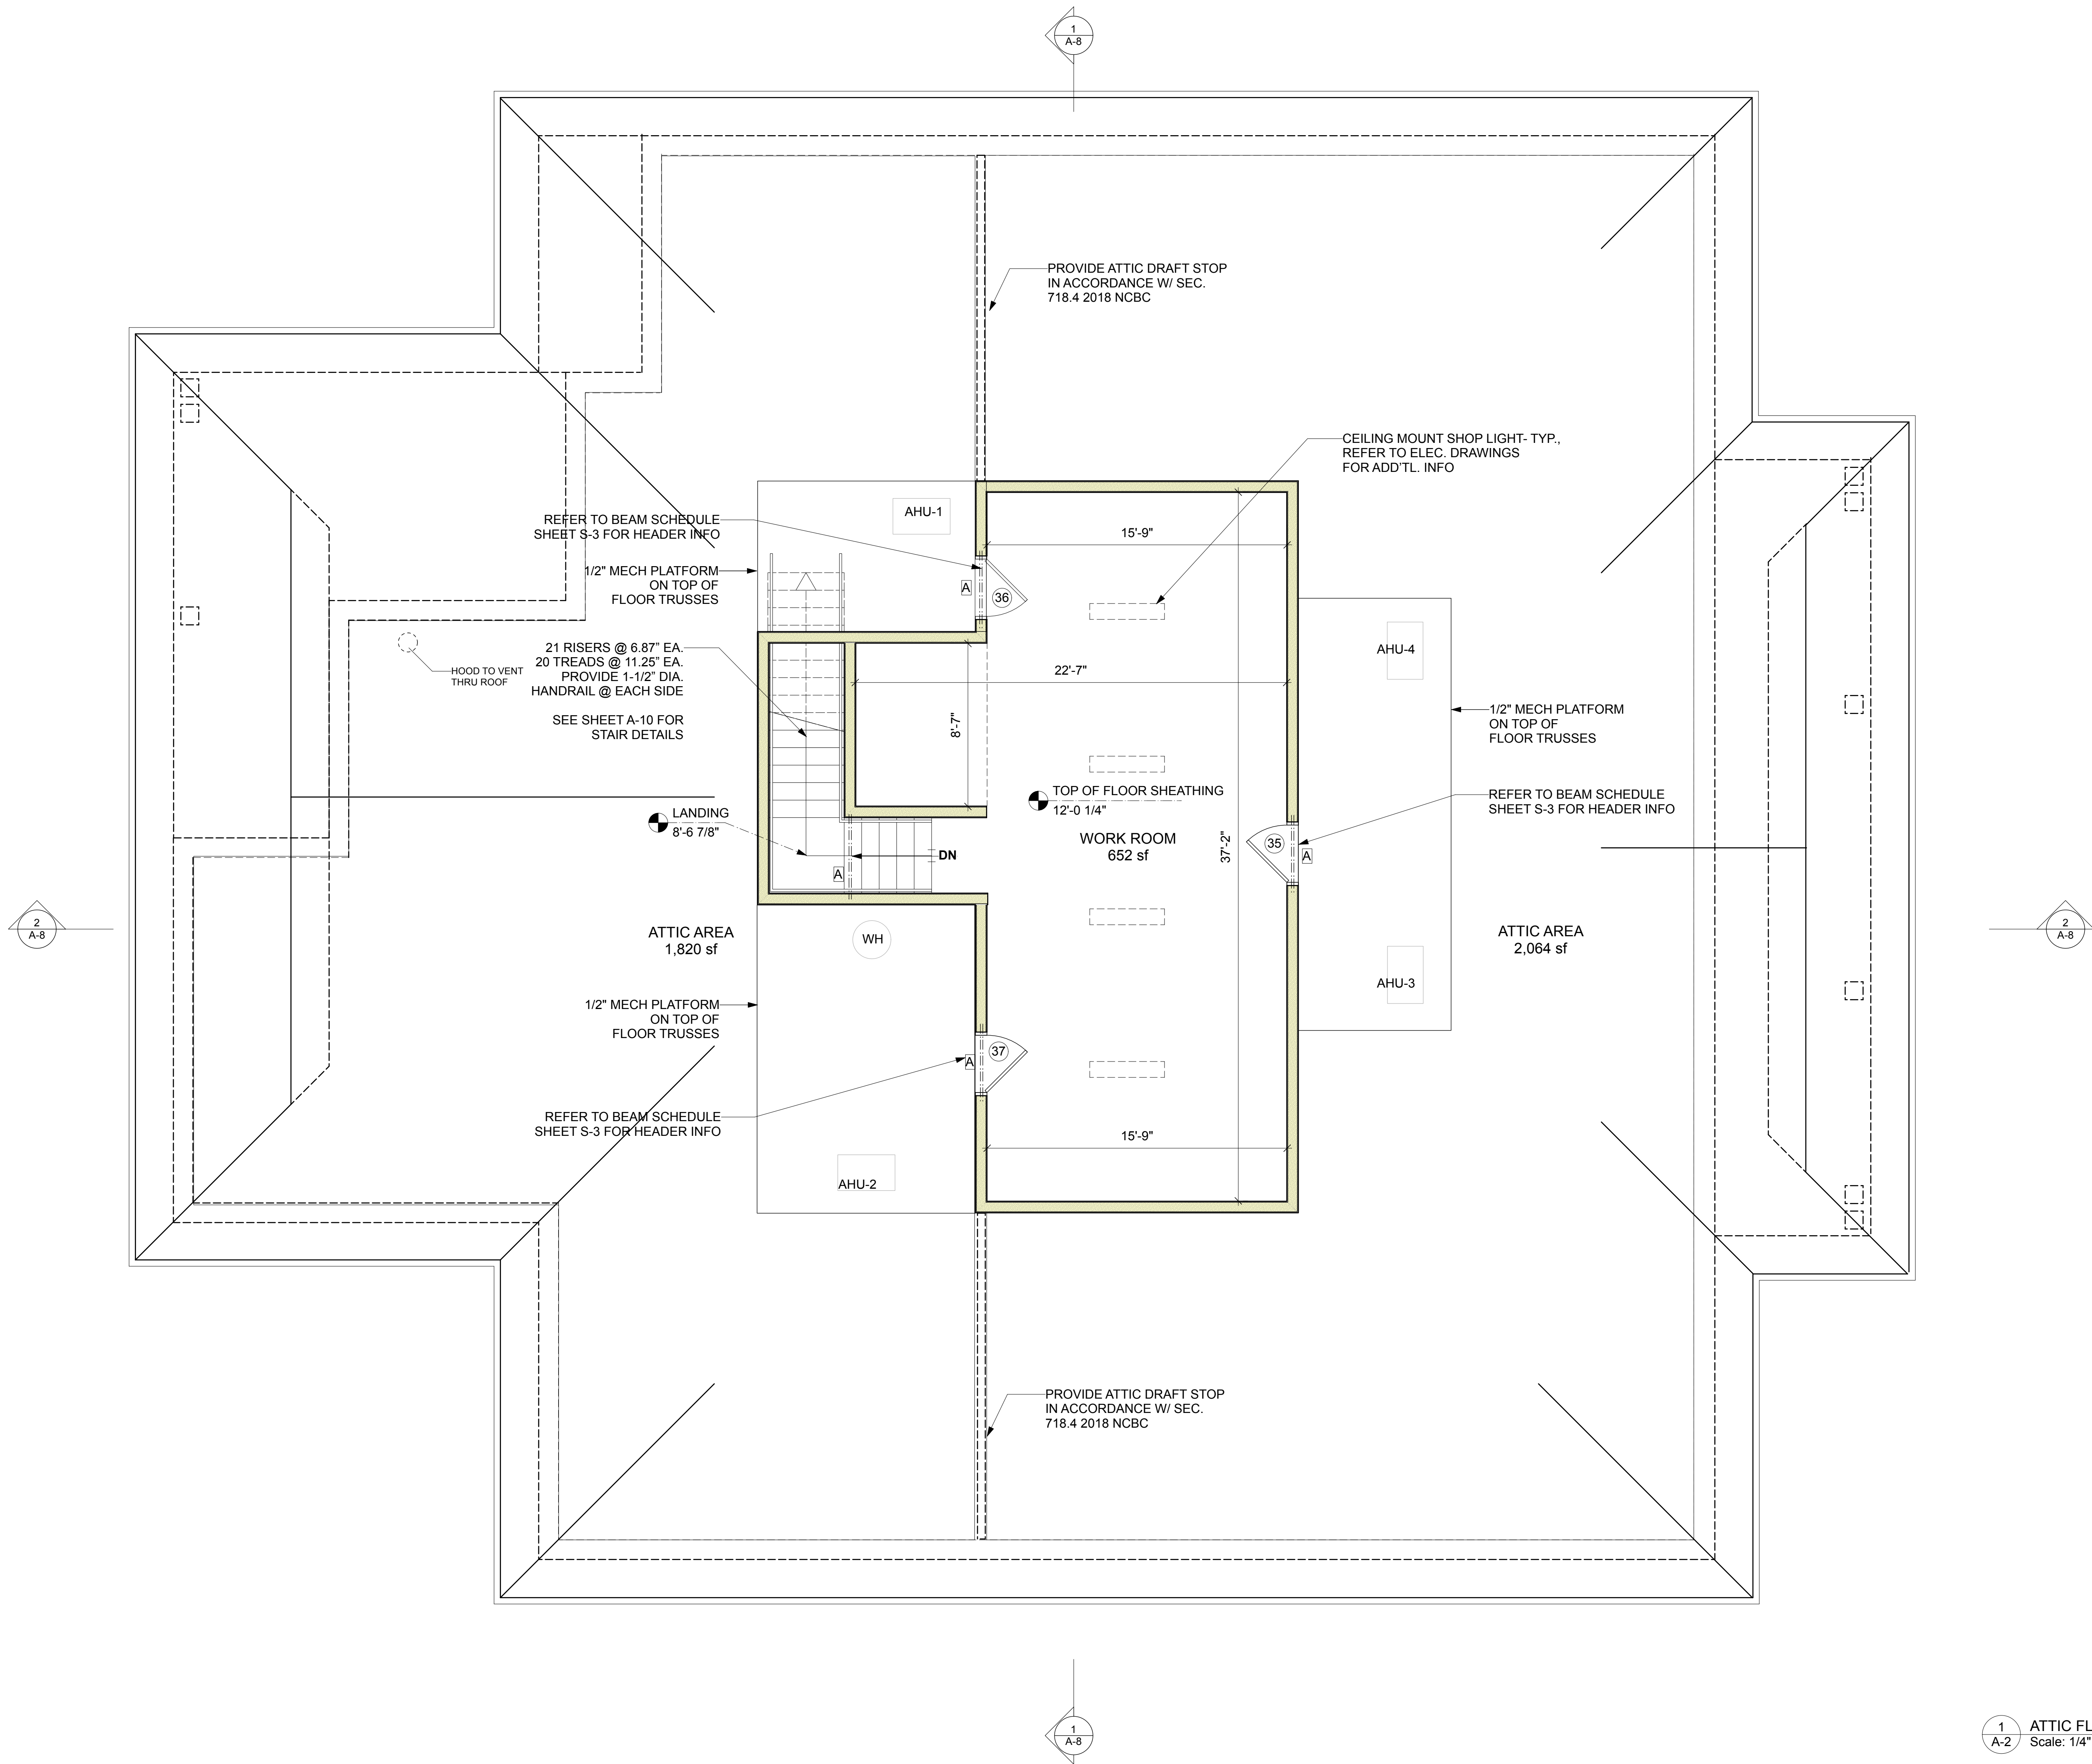 1
A-8
PROVIDE ATTIC DRAFT STOP
IN ACCORDANCE W/ SEC.
718.4 2018 NCBC
CEILING MOUNT SHOP LIGHT- TYP.,
REFER TO ELEC. DRAWINGS
FOR ADD'TL. INFO
AHU-1
REFER TO BEAM SCHEDULE
SHEET S-3 FOR HEADER INFO
15'-9"
1/2" MECH PLATFORM
ON TOP OF
FLOOR TRUSSES
A
36
21 RISERS @ 6.87” EA.
20 TREADS @ 11.25” EA.
PROVIDE 1-1/2” DIA.
HANDRAIL @ EACH SIDE
SEE SHEET A-10 FOR
STAIR DETAILS
HOOD TO VENT
THRU ROOF
22'-7"
8'-7"
AHU-4
1/2" MECH PLATFORM
ON TOP OF
FLOOR TRUSSES
TOP OF FLOOR SHEATHING
12'-0 1/4"
REFER TO BEAM SCHEDULE
SHEET S-3 FOR HEADER INFO
LANDING
8'-6 7/8"
WORK ROOM
652 sf
37'-2"
35
A
DN
A
2
A-8
ATTIC AREA
1,820 sf
WH
ATTIC AREA
2,064 sf
2
A-8
AHU-3
1/2" MECH PLATFORM
ON TOP OF
FLOOR TRUSSES
37
A
REFER TO BEAM SCHEDULE
SHEET S-3 FOR HEADER INFO
15'-9"
AHU-2
PROVIDE ATTIC DRAFT STOP
IN ACCORDANCE W/ SEC.
718.4 2018 NCBC
1
A-8
1
A-2
ATTIC FL
Scale: 1/4"